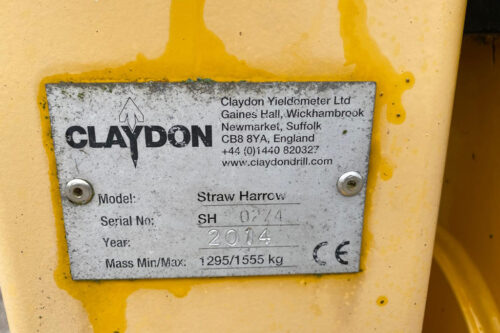 CLAYDON
Claydon Yieldometer Ltd
Gaines Hall, Wickhambrook
Newmarket, Suffolk
CB8 8YA, England
+44 (0)1440 820327
www.claydondrill.com
Model: Straw Harrow
Serial No: SH
Year: 2014
Mass Min/Max: 1295/1555 kg
CE